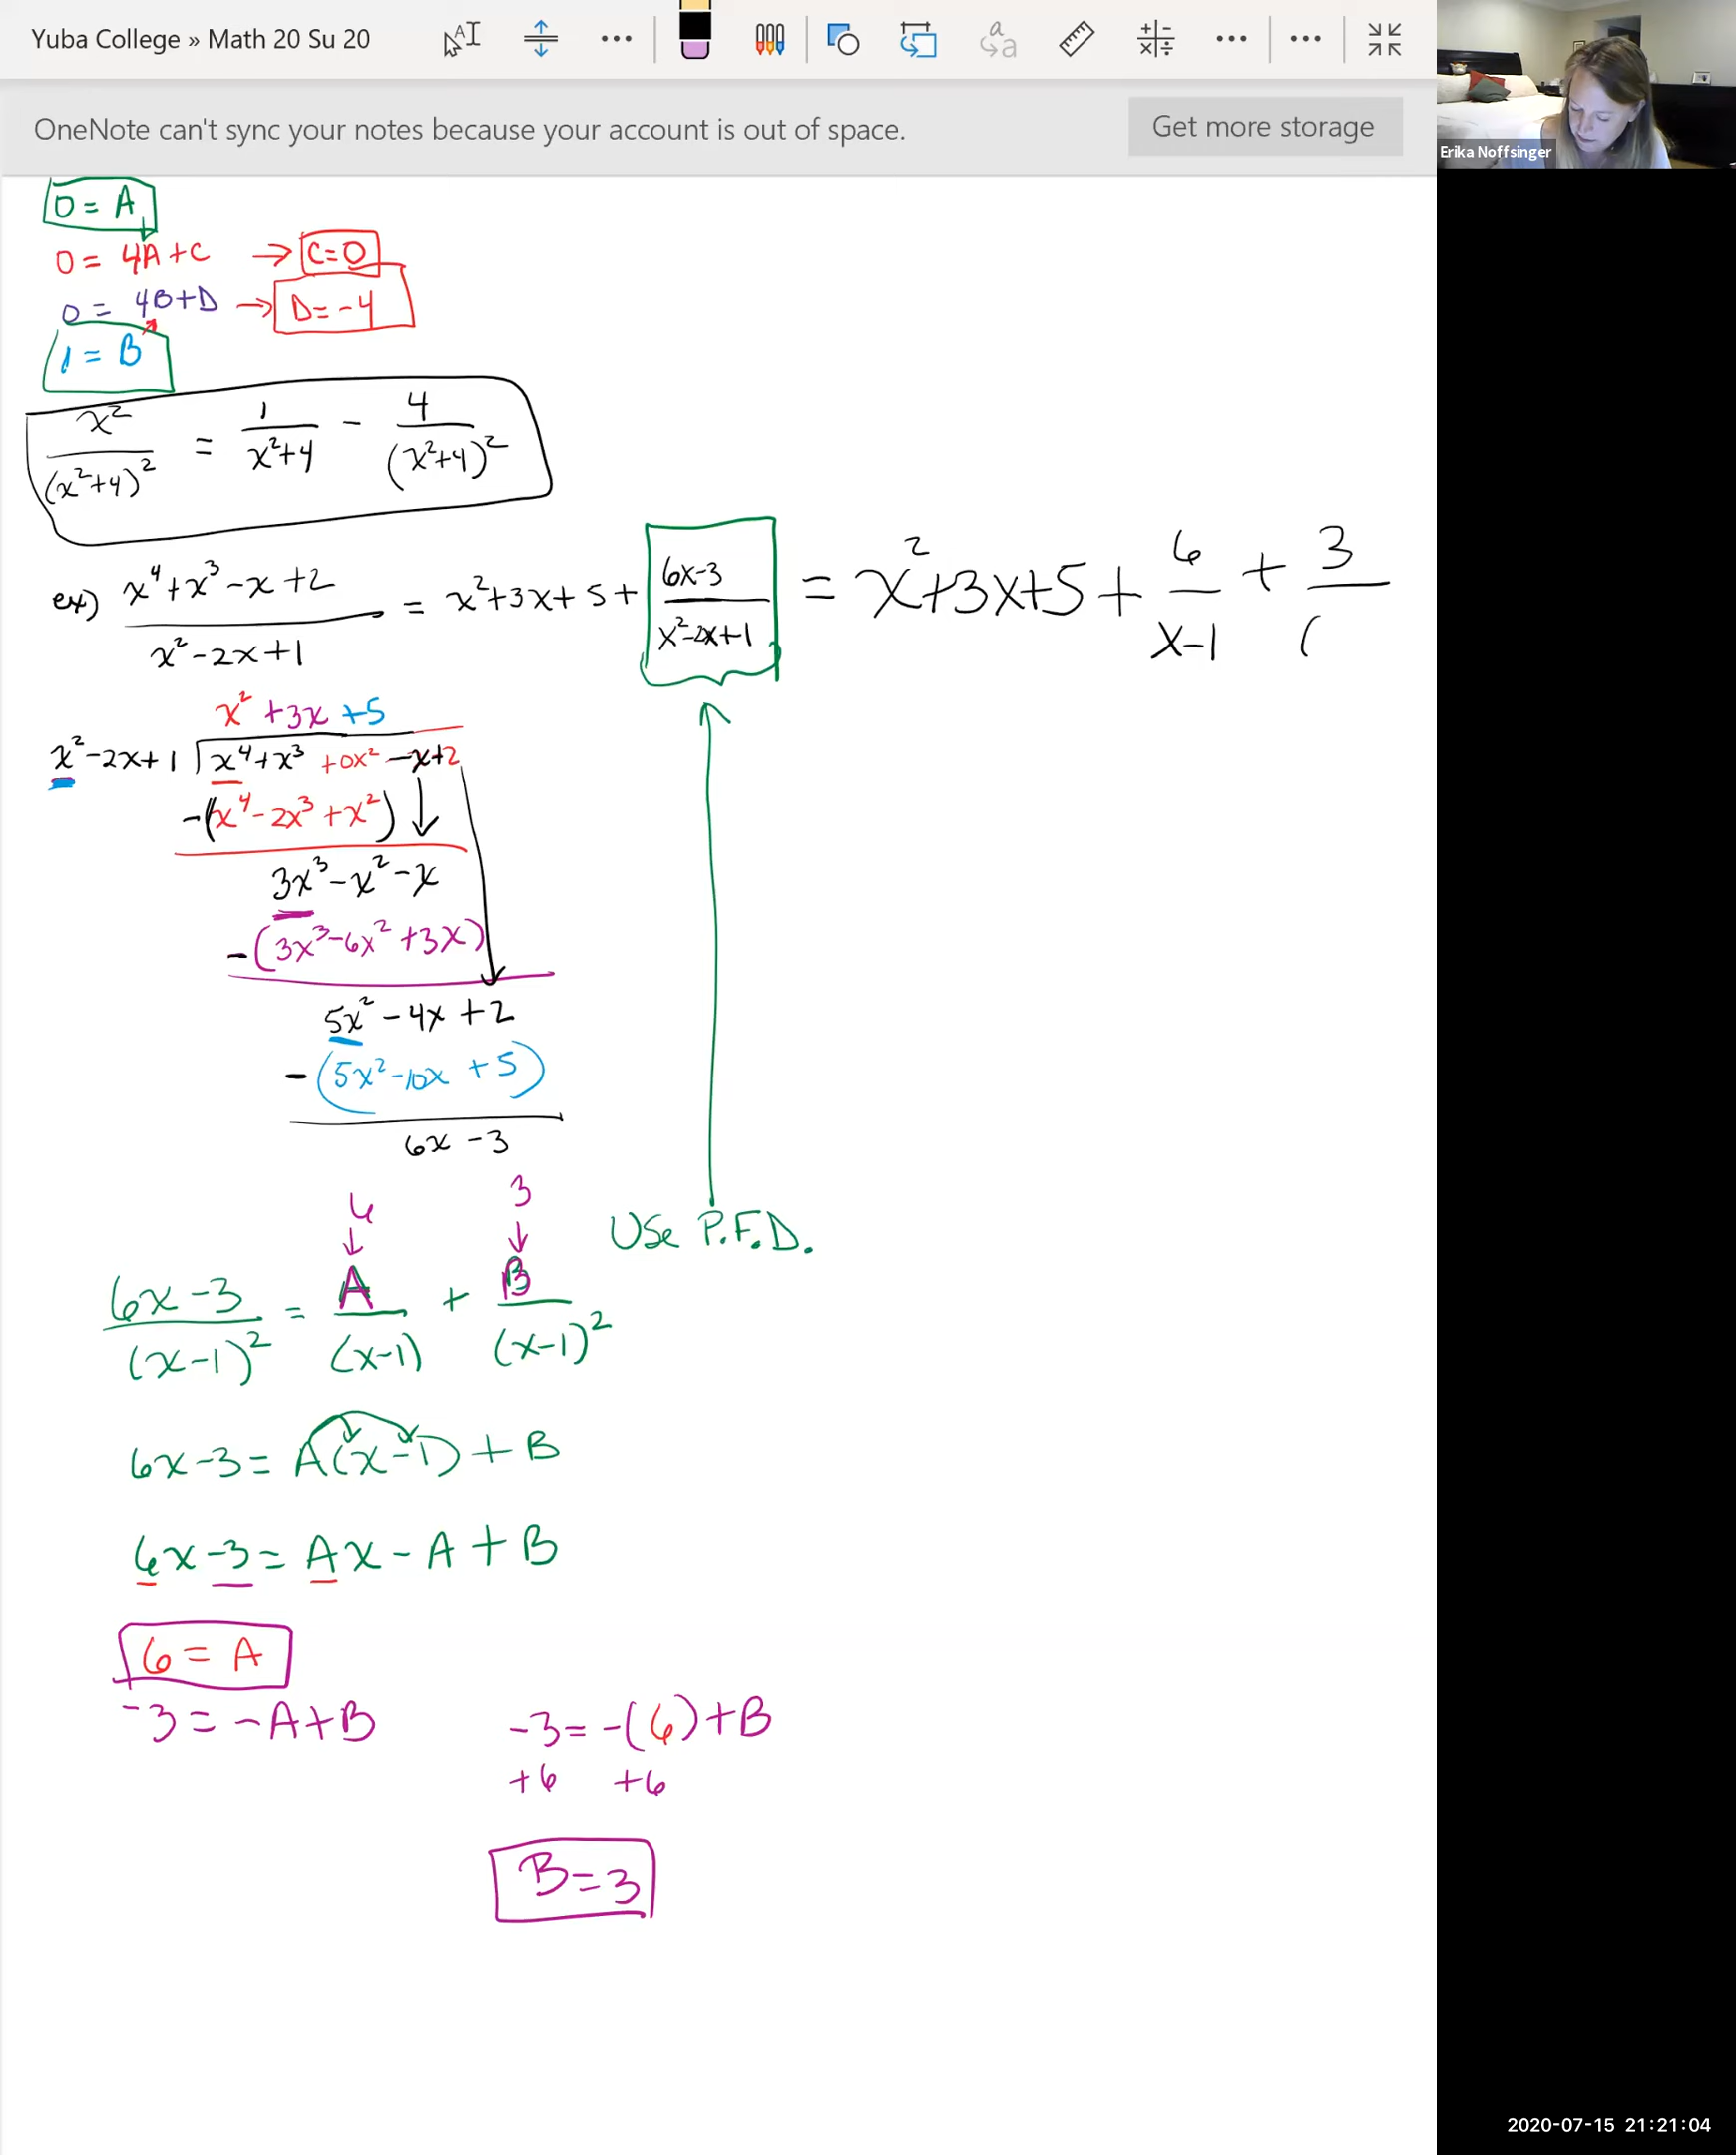 Yuba College » Math 20 Su 20
OneNote can't sync your notes because your account is out of space.
Get more storage
Erika Noffsinger
0 = A
0 = 4A + C → C = 0
0 = 4B + D → D = -4
1 = B
x²/(x²+4)² = 1/(x²+4) - 4/(x²+4)²
ex) (x⁴+x³-x+2)/(x²-2x+1) = x²+3x+5+ (6x-3)/(x²-2x+1) = x²+3x+5+ 6/(x-1) + 3/(
x² +3x +5
x²-2x+1 √ x⁴+x³ +0x² -x+2
-(x⁴-2x³+x²) ↓
3x³-x²-x
-(3x³-6x²+3x)
5x²-4x+2
-(5x²-10x+5)
6x-3
6 ↓ 3 ↓
Use P.F.D.
(6x-3)/(x-1)² = A/(x-1) + B/(x-1)²
6x-3 = A(x-1) + B
6x-3 = Ax - A + B
6 = A
-3 = -A+B
-3 = -(6)+B
+6 +6
B=3
2020-07-15 21:21:04